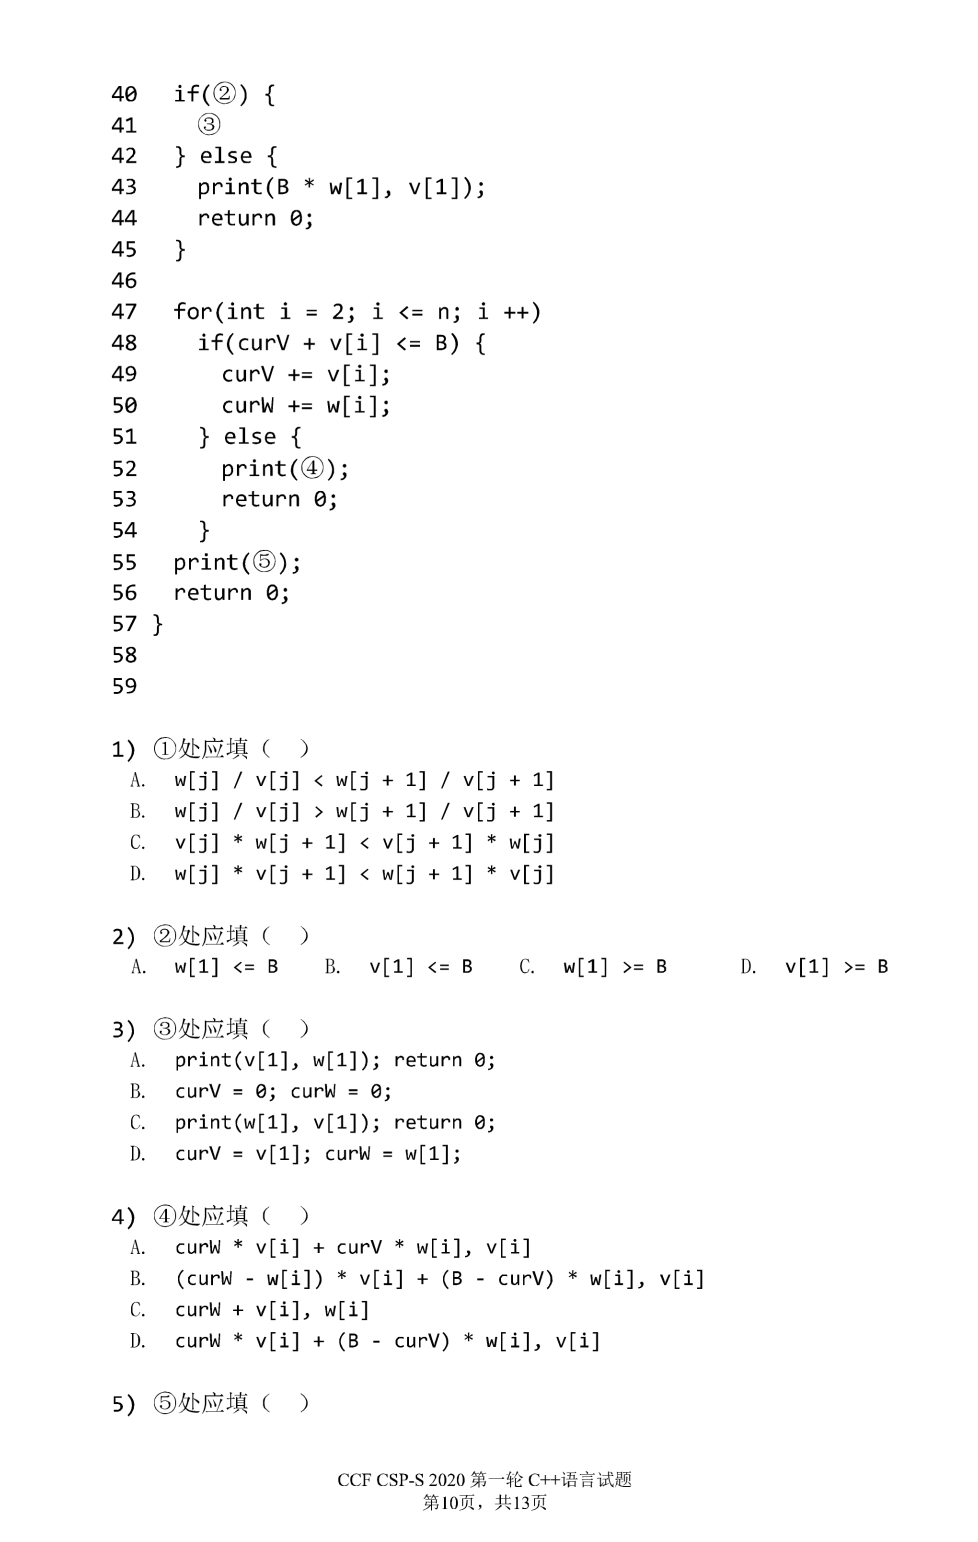 40 if(②) {
41 ③
42 } else {
43 print(B * w[1], v[1]);
44 return 0;
45 }
46
47 for(int i = 2; i <= n; i ++)
48 if(curV + v[i] <= B) {
49 curV += v[i];
50 curW += w[i];
51 } else {
52 print(④);
53 return 0;
54 }
55 print(⑤);
56 return 0;
57 }
58
59
1) ①处应填（ ）
A. w[j] / v[j] < w[j + 1] / v[j + 1]
B. w[j] / v[j] > w[j + 1] / v[j + 1]
C. v[j] * w[j + 1] < v[j + 1] * w[j]
D. w[j] * v[j + 1] < w[j + 1] * v[j]
2) ②处应填（ ）
A. w[1] <= B B. v[1] <= B C. w[1] >= B D. v[1] >= B
3) ③处应填（ ）
A. print(v[1], w[1]); return 0;
B. curV = 0; curW = 0;
C. print(w[1], v[1]); return 0;
D. curV = v[1]; curW = w[1];
4) ④处应填（ ）
A. curW * v[i] + curV * w[i], v[i]
B. (curW - w[i]) * v[i] + (B - curV) * w[i], v[i]
C. curW + v[i], w[i]
D. curW * v[i] + (B - curV) * w[i], v[i]
5) ⑤处应填（ ）
CCF CSP-S 2020 第一轮 C++语言试题
第10页，共13页